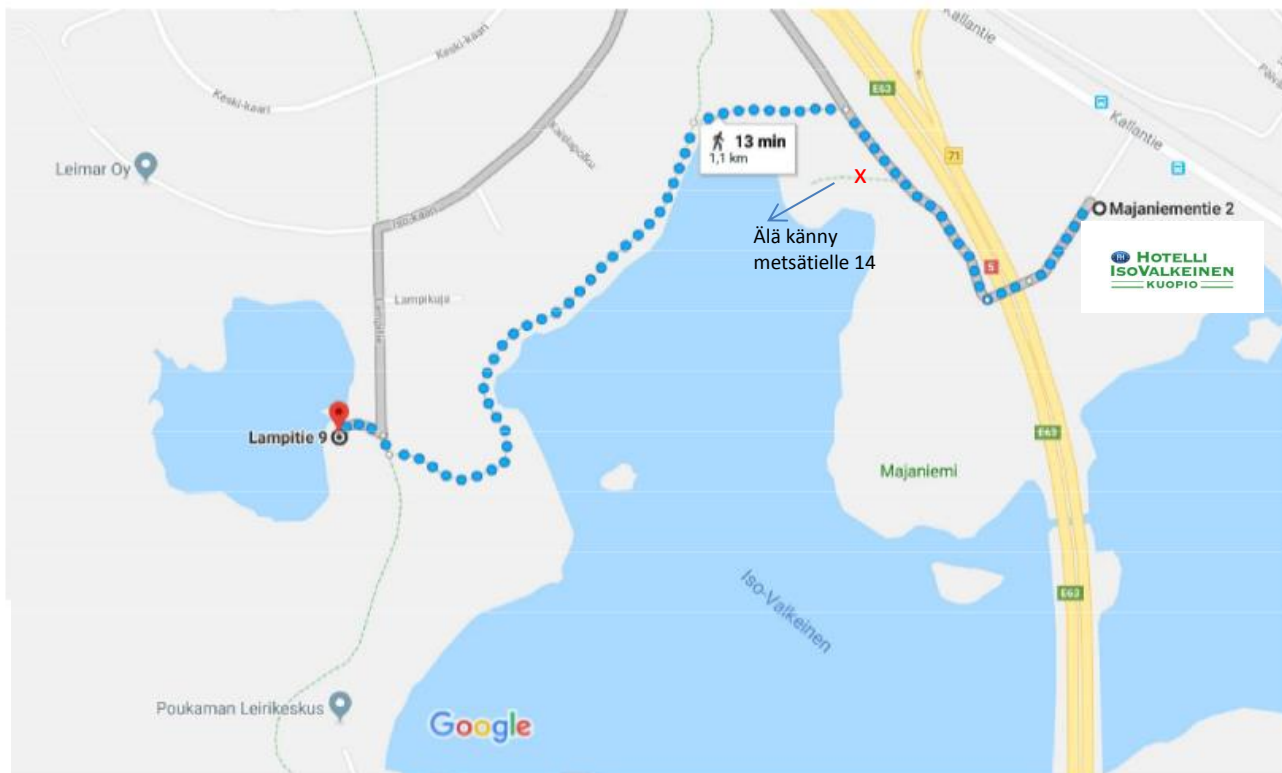 Kallantie
Keski-kaari
Keski-kaari
E63
Kallantie
Kaislapolku
13 min
1,1 km
71
Leimar Oy
X
Majaniementie 2
Iso-kaari
Älä känny
metsätielle 14
HOTELLI
ISOVALKEINEN
KUOPIO
5
Lampikuja
Lampitie
Lampitie 9
E63
Majaniemi
Iso-Valkeinen
E63
Poukaman Leirikeskus
Google